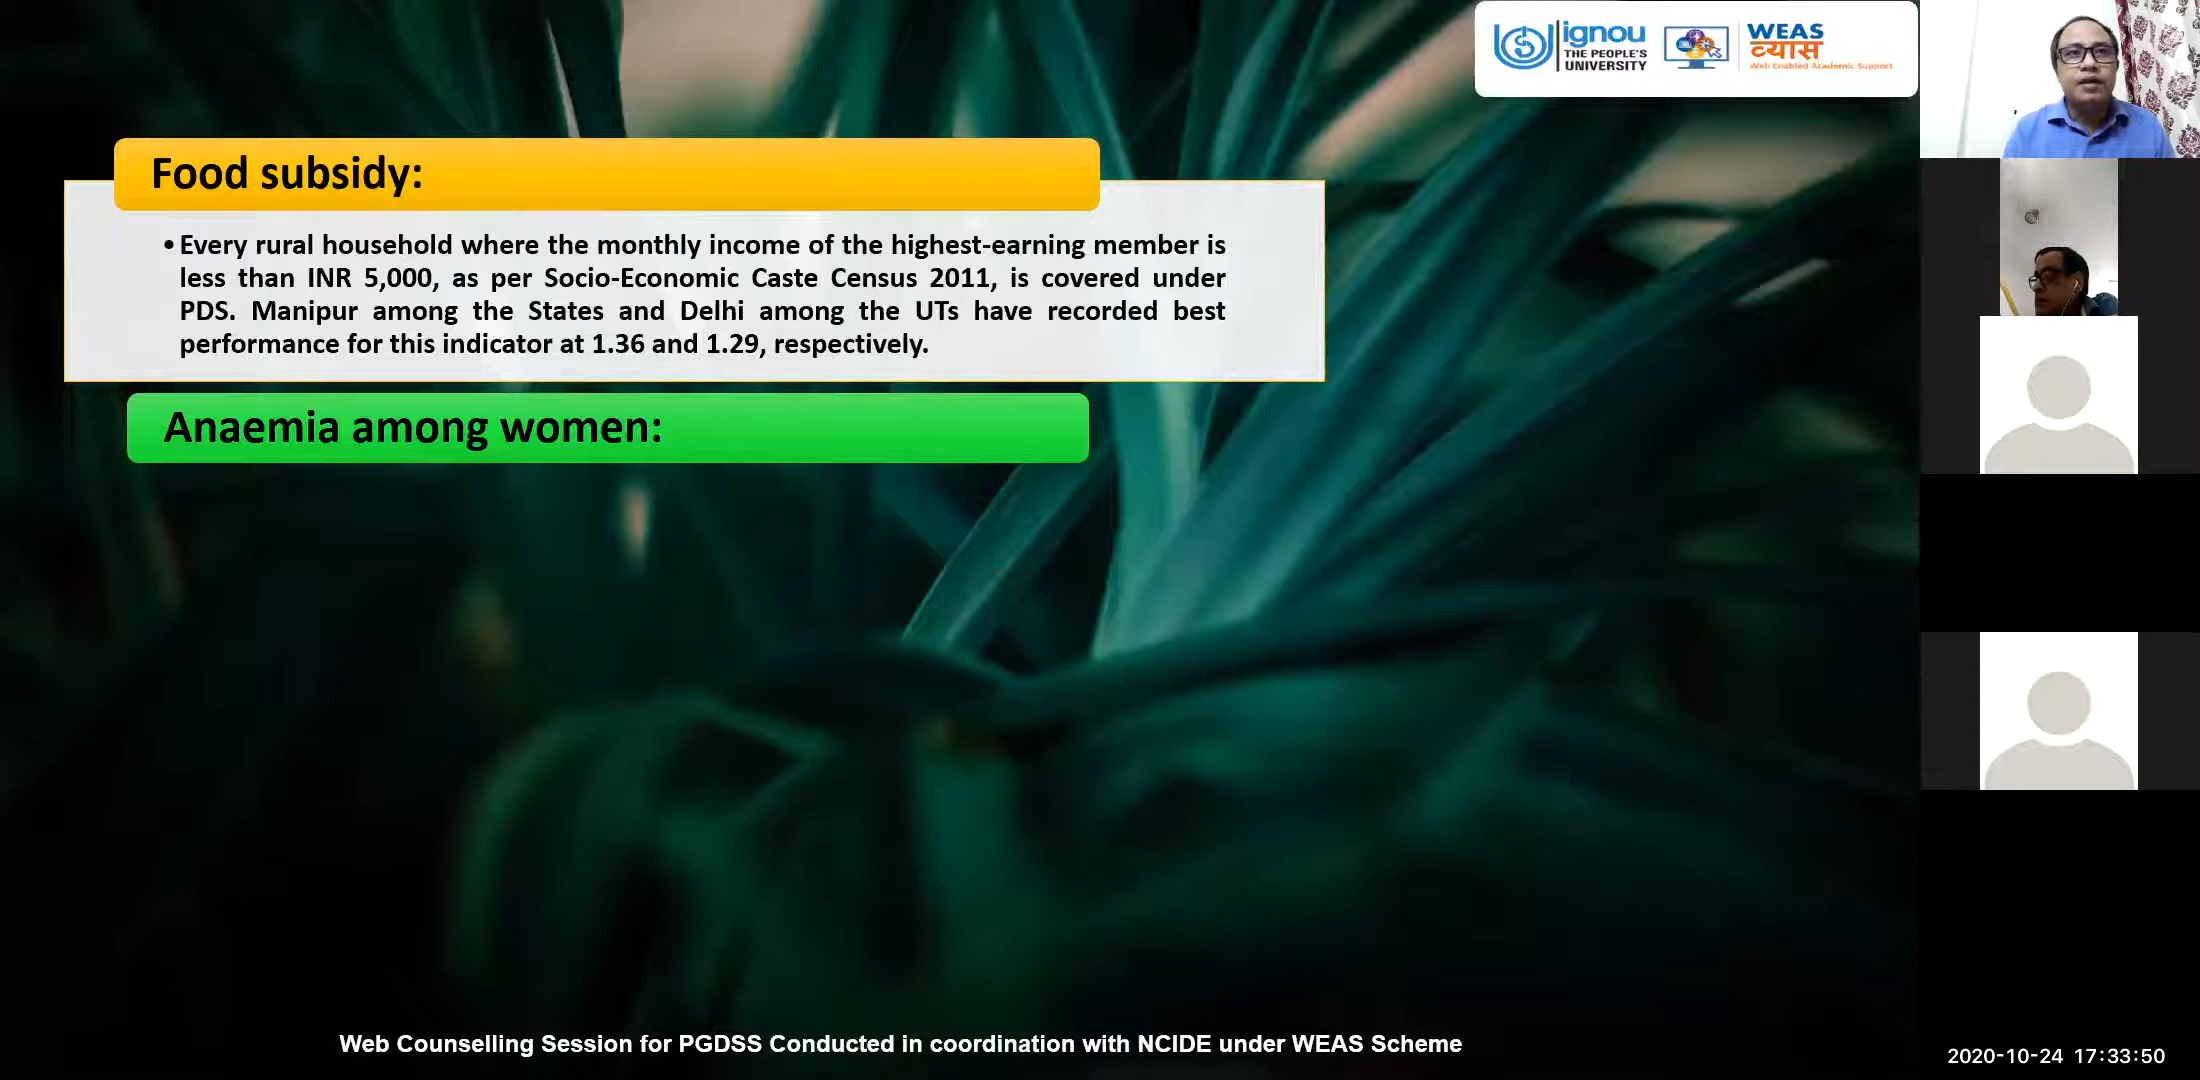 ignou
THE PEOPLE'S
UNIVERSITY
WEAS
व्यास
Web Enabled Academic Support
Food subsidy:
•Every rural household where the monthly income of the highest-earning member is
less than INR 5,000, as per Socio-Economic Caste Census 2011, is covered under
PDS. Manipur among the States and Delhi among the UTs have recorded best
performance for this indicator at 1.36 and 1.29, respectively.
Anaemia among women:
Web Counselling Session for PGDSS Conducted in coordination with NCIDE under WEAS Scheme
2020-10-24 17:33:50